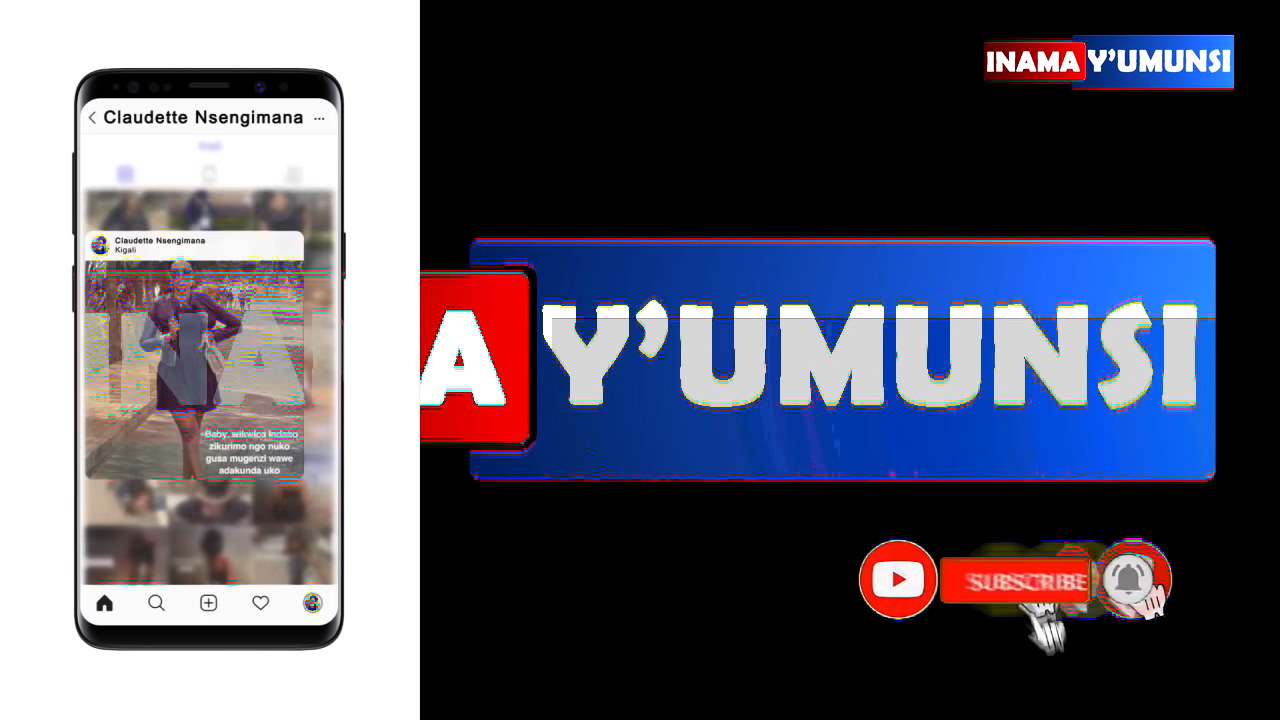 Claudette Nsengimana
Claudette Nsengimana
Kigali
Baby, wikwica indabo
zikurimo ngo nuko
gusa mugenzi wawe
adakunda uko
INAMA Y’UMUNSI
A Y’UMUNSI
SUBSCRIBE